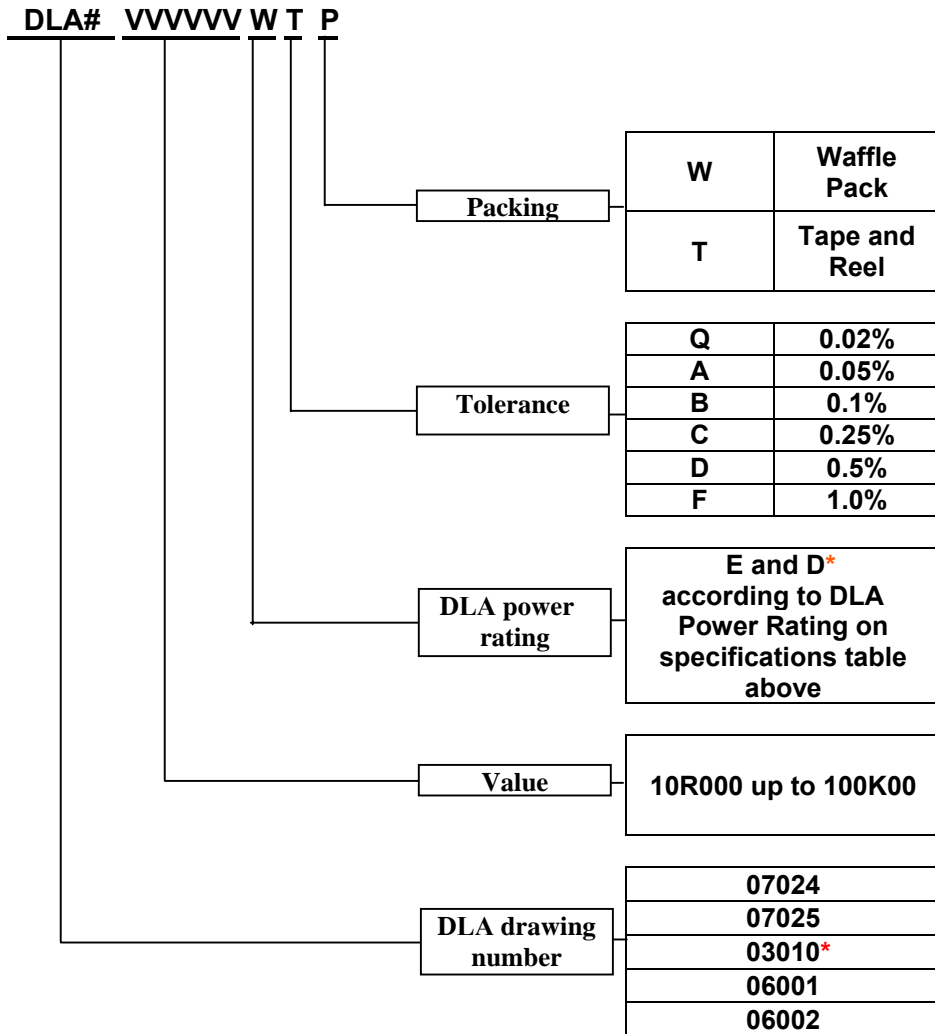 DLA# VVVVVV W T P
Packing
W
Waffle
Pack
T
Tape and
Reel
Tolerance
Q 0.02%
A 0.05%
B 0.1%
C 0.25%
D 0.5%
F 1.0%
DLA power
rating
E and D*
according to DLA
Power Rating on
specifications table
above
Value
10R000 up to 100K00
DLA drawing
number
07024
07025
03010*
06001
06002